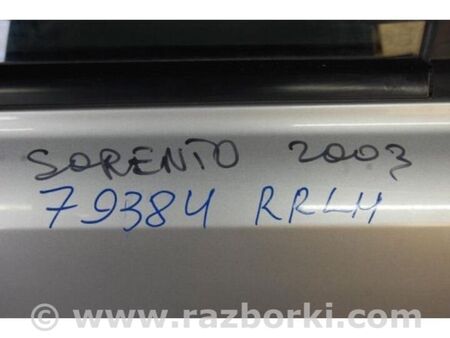 SORENTO 2003
79384 RRLH
© www.razborki.com